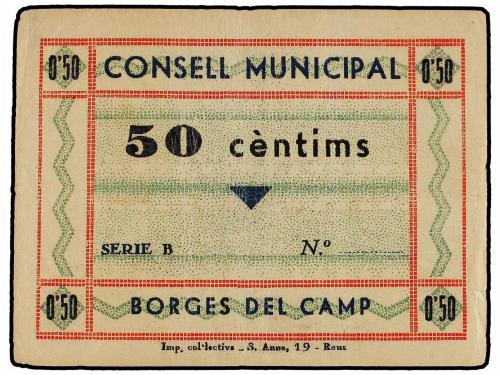 0'50 CONSELL MUNICIPAL 0'50
50 cèntims
SERIE B N.º
0'50 BORGES DEL CAMP 0'50
Imp. col·lectiva - S. Anna, 19 - Reus